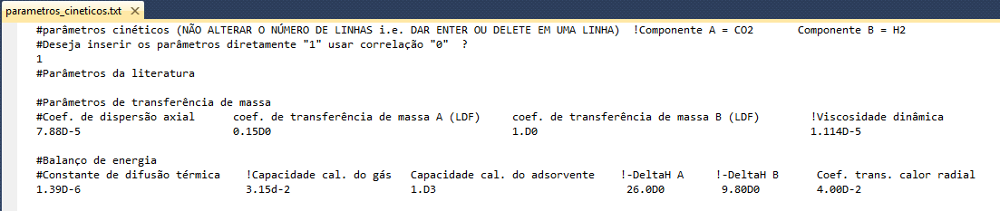 parametros_cineticos.txt
#parâmetros cinéticos (NÃO ALTERAR O NÚMERO DE LINHAS i.e. DAR ENTER OU DELETE EM UMA LINHA) !Componente A = CO2 Componente B = H2
#Deseja inserir os parâmetros diretamente "1" usar correlação "0" ?
1
#Parâmetros da literatura
#Parâmetros de transferência de massa
#Coef. de dispersão axial coef. de transferência de massa A (LDF) coef. de transferência de massa B (LDF) !Viscosidade dinâmica
7.88D-5 0.15D0 1.D0 1.114D-5
#Balanço de energia
#Constante de difusão térmica !Capacidade cal. do gás Capacidade cal. do adsorvente !-DeltaH A !-DeltaH B Coef. trans. calor radial
1.39D-6 3.15d-2 1.D3 26.0D0 9.80D0 4.00D-2